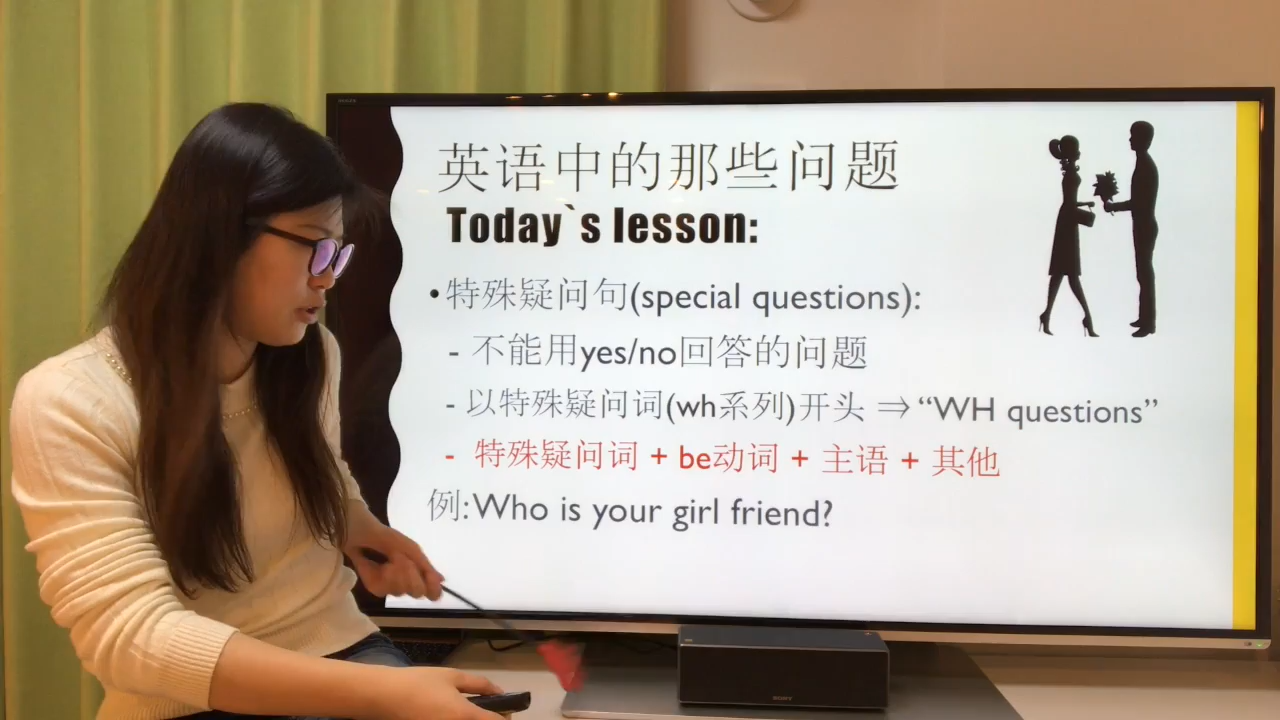 英语中的那些问题
Today`s lesson:
•特殊疑问句(special questions):
- 不能用yes/no回答的问题
- 以特殊疑问词(wh系列)开头 ⇒ “WH questions”
- 特殊疑问词 + be动词 + 主语 + 其他
例:Who is your girl friend?
SONY